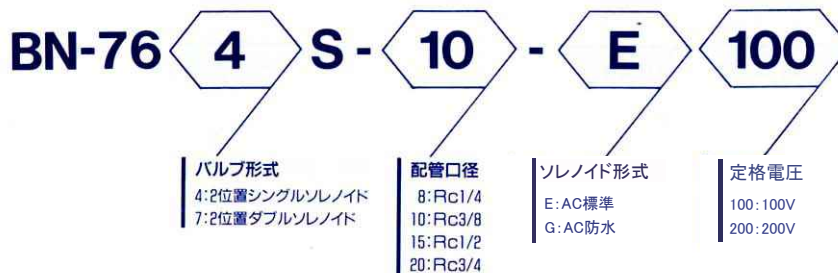 BN-76 4 S - 10 - E 100
バルブ形式
4:2位置シングルソレノイド
7:2位置ダブルソレノイド
配管口径
8:Rc1/4
10:Rc3/8
15:Rc1/2
20:Rc3/4
ソレノイド形式
E:AC標準
G:AC防水
定格電圧
100:100V
200:200V